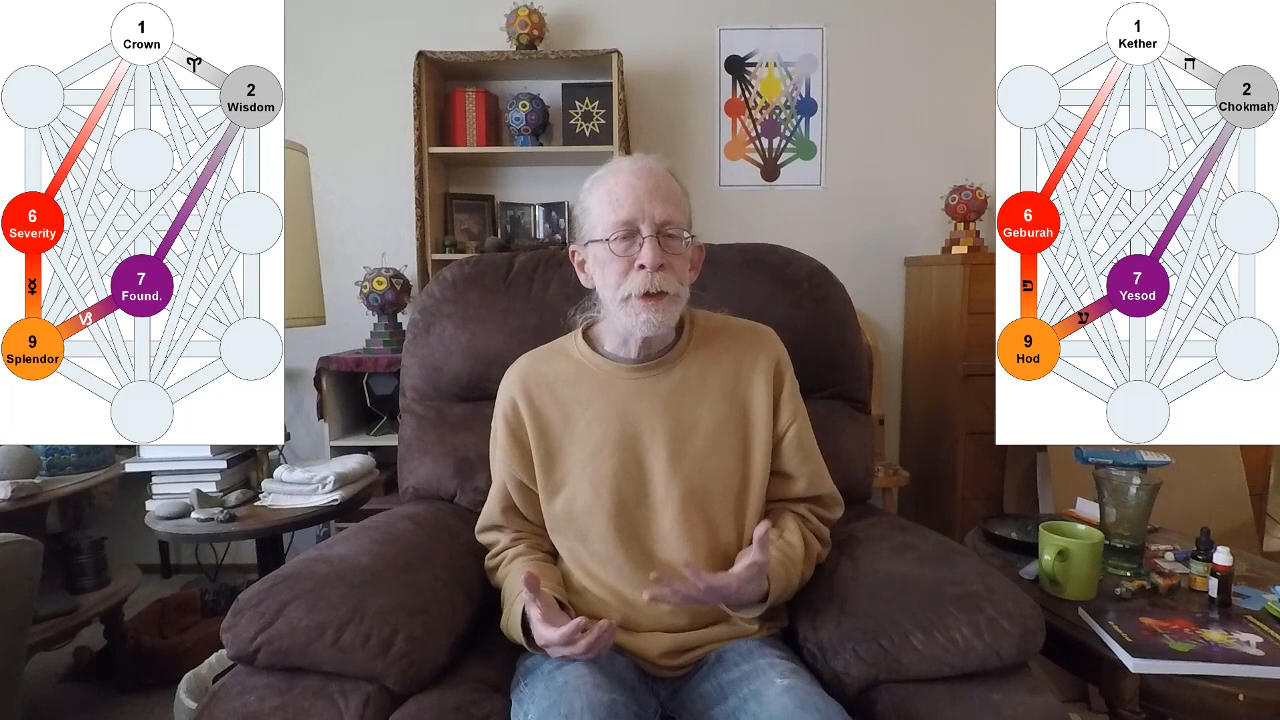 1
Crown
♈
2
Wisdom
6
Severity
☿
7
Found.
♑
9
Splendor
1
Kether
ה
2
Chokmah
6
Geburah
פ
7
Yesod
ע
9
Hod